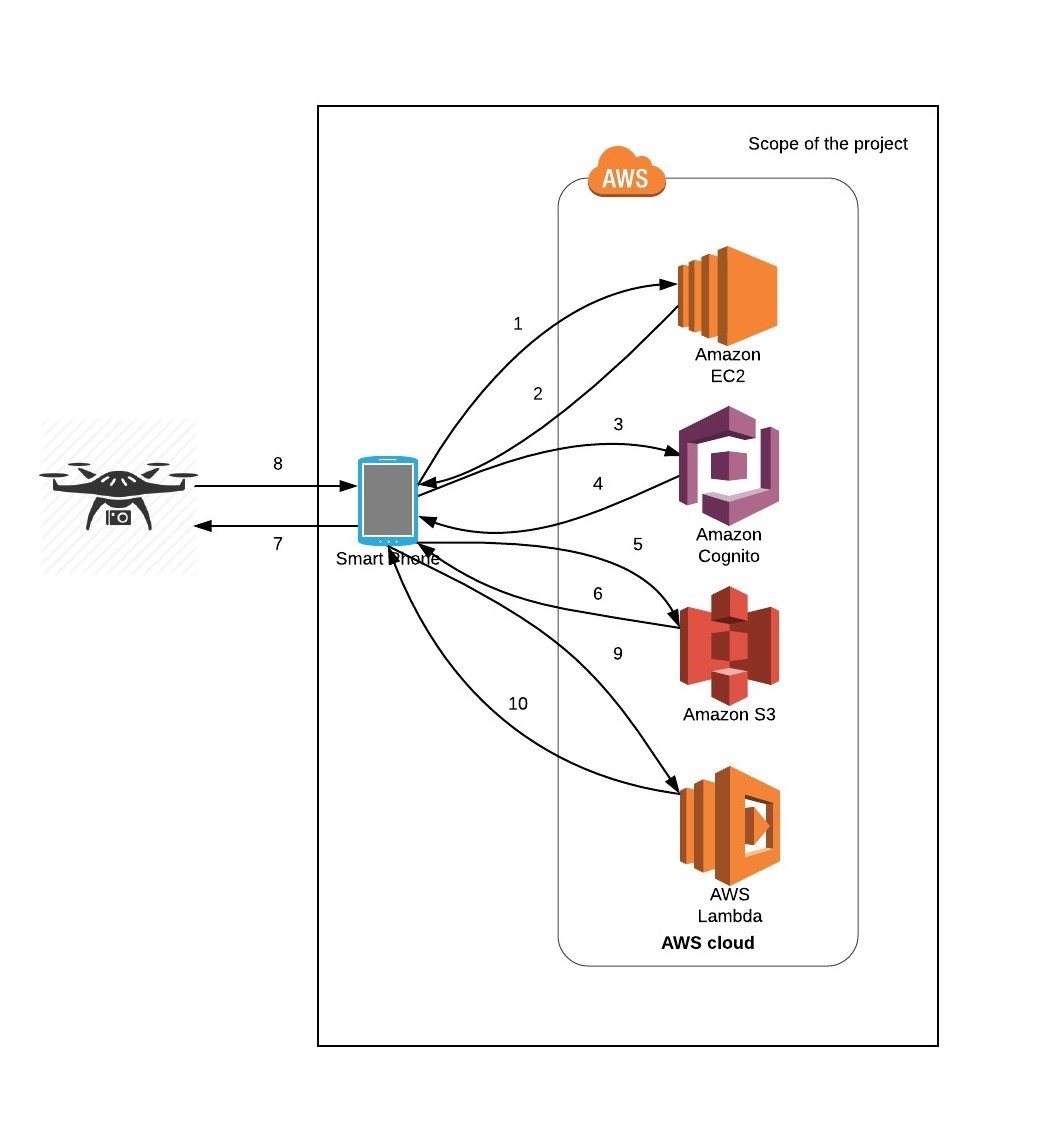 Scope of the project
AWS
1
Amazon
EC2
2
3
8
4
Amazon
Cognito
7
5
Smart Phone
6
9
10
Amazon S3
AWS
Lambda
AWS cloud